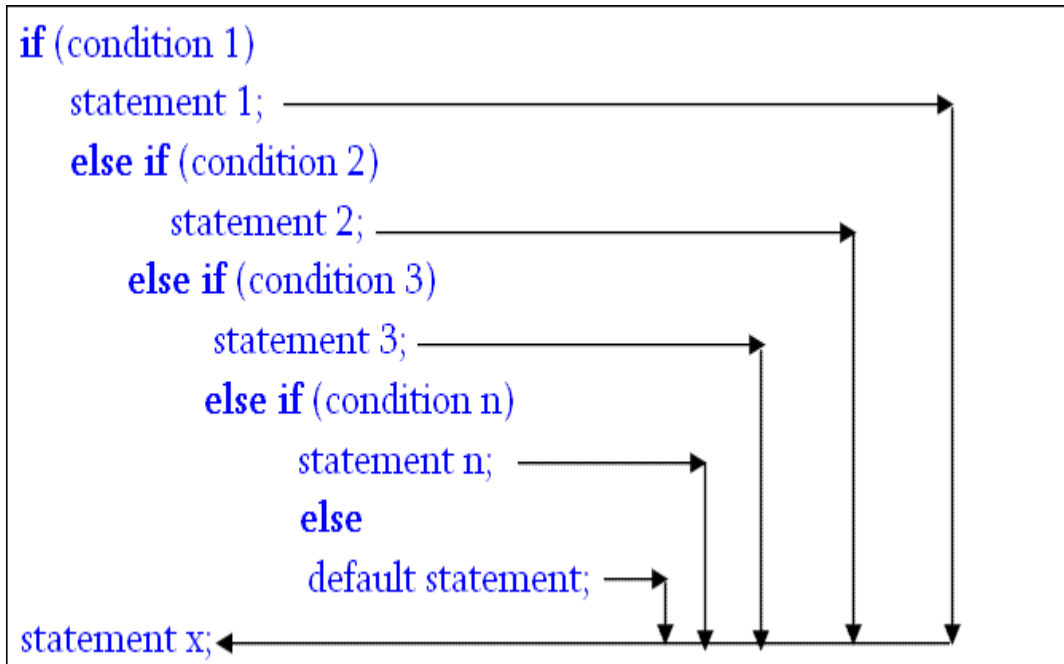 if (condition 1)
statement 1;
else if (condition 2)
statement 2;
else if (condition 3)
statement 3;
else if (condition n)
statement n;
else
default statement;
statement x;